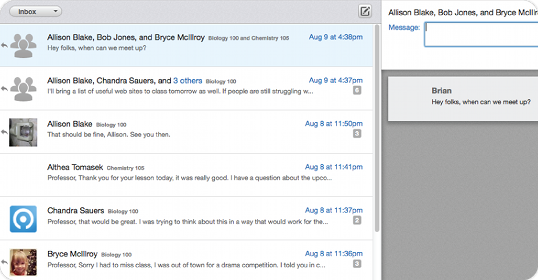 Inbox
Allison Blake, Bob Jones, and Bryce McIllroy Biology 100 and Chemistry 105 Aug 9 at 4:38pm
Hey folks, when can we meet up?
Allison Blake, Chandra Sauers, and 3 others Biology 100 Aug 9 at 4:37pm
I'll bring a list of useful web sites to class tomorrow as well. If people are still struggling w... 6
Allison Blake Biology 100 Aug 8 at 11:50pm
That should be fine, Allison. See you then. 3
Althea Tomasek Chemistry 105 Aug 8 at 11:41pm
Professor, Thank you for your lesson today, it was really good. I have a question about the upco...
Chandra Sauers Biology 100 Aug 8 at 11:37pm
Professor, that would be great. I was trying to think about this in a way that would work for the... 2
Bryce McIllroy Biology 100 Aug 8 at 11:36pm
Professor, Sorry I had to miss class, I was out of town for a drama competition. I told you in c... 3
Allison Blake, Bob Jones, and Bryce McIllr
Message:
Brian
Hey folks, when can we meet up?